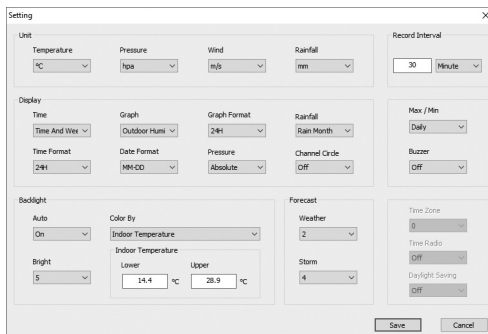 Setting
Unit
Temperature Pressure Wind Rainfall
°C hpa m/s mm
Record Interval
30 Minute
Display
Time Graph Graph Format Rainfall
Time And Wee Outdoor Humi 24H Rain Month
Time Format Date Format Pressure Channel Circle
24H MM-DD Absolute Off
Max / Min
Daily
Buzzer
Off
Backlight
Auto Color By
On Indoor Temperature
Indoor Temperature
Bright Lower Upper
5 14.4 °C 28.9 °C
Forecast
Weather
2
Storm
4
Time Zone
0
Time Radio
Off
Daylight Saving
Off
Save Cancel